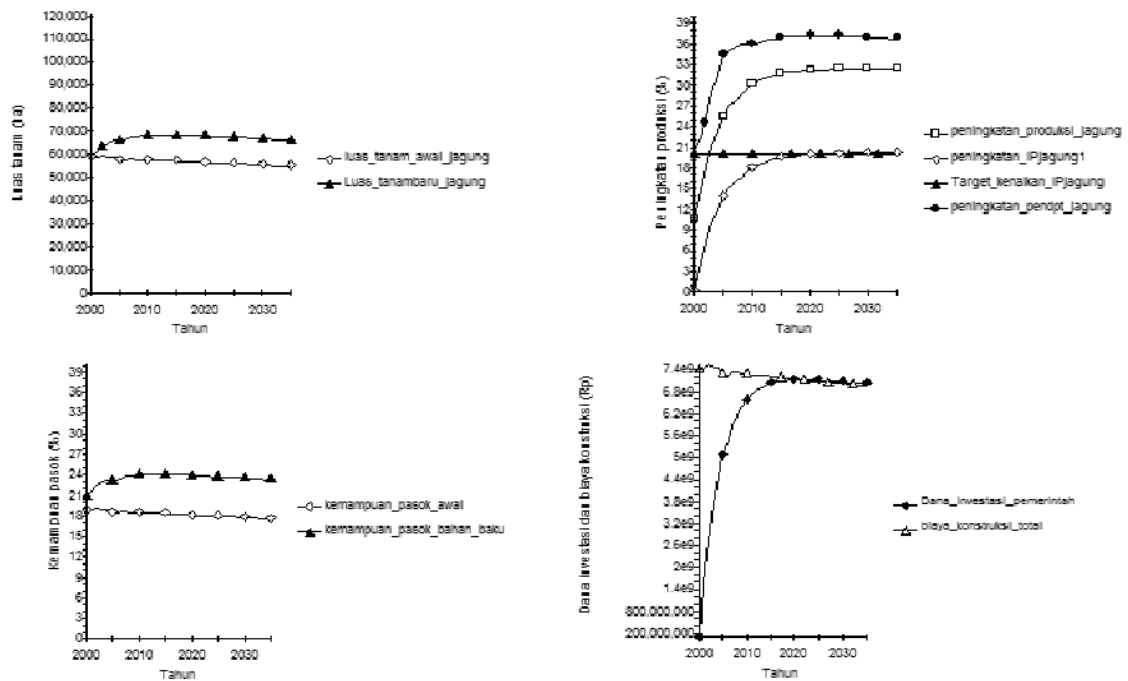 120,000
110,000
100,000
90,000
80,000
70,000
60,000
50,000
40,000
30,000
20,000
10,000
0
Luas tanam (ha)
2000 2010 2020 2030
Tahun
luas_tanam_awal_jagung
Luas_tanambaru_jagung
39
36
33
30
27
24
21
18
15
12
9
6
3
0
Peningkatan produksi (%)
2000 2010 2020 2030
Tahun
peningkatan_produksi_jagung
peningkatan_IPjagung1
Target_kenaikan_IPjagung
peningkatan_pendpt_jagung
39
36
33
30
27
24
21
18
15
12
9
6
3
0
Kemampuan pasok (%)
2000 2010 2020 2030
Tahun
kemampuan_pasok_awal
kemampuan_pasok_bahan_baku
7.4e9
6.8e9
6.2e9
5.6e9
5e9
4.4e9
3.8e9
3.2e9
2.6e9
2e9
1.4e9
800,000,000
200,000,000
Dana investasi dan biaya konstruksi (Rp)
2000 2010 2020 2030
Tahun
Dana_investasi_pemerintah
biaya_konstruksi_total